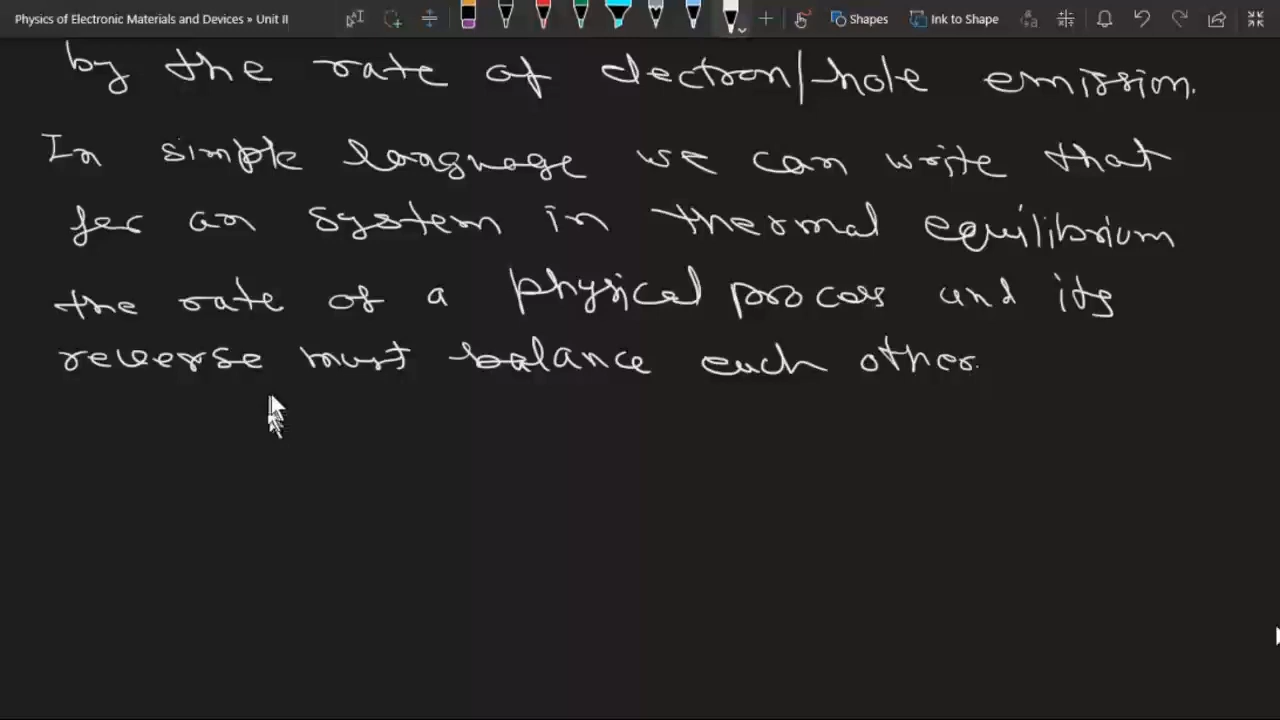 Physics of Electronic Materials and Devices » Unit II
Shapes
Ink to Shape
by the rate of electron/hole emission.
In simple language we can write that
for an system in thermal equilibrium
the rate of a physical process and its
reverse must balance each other.